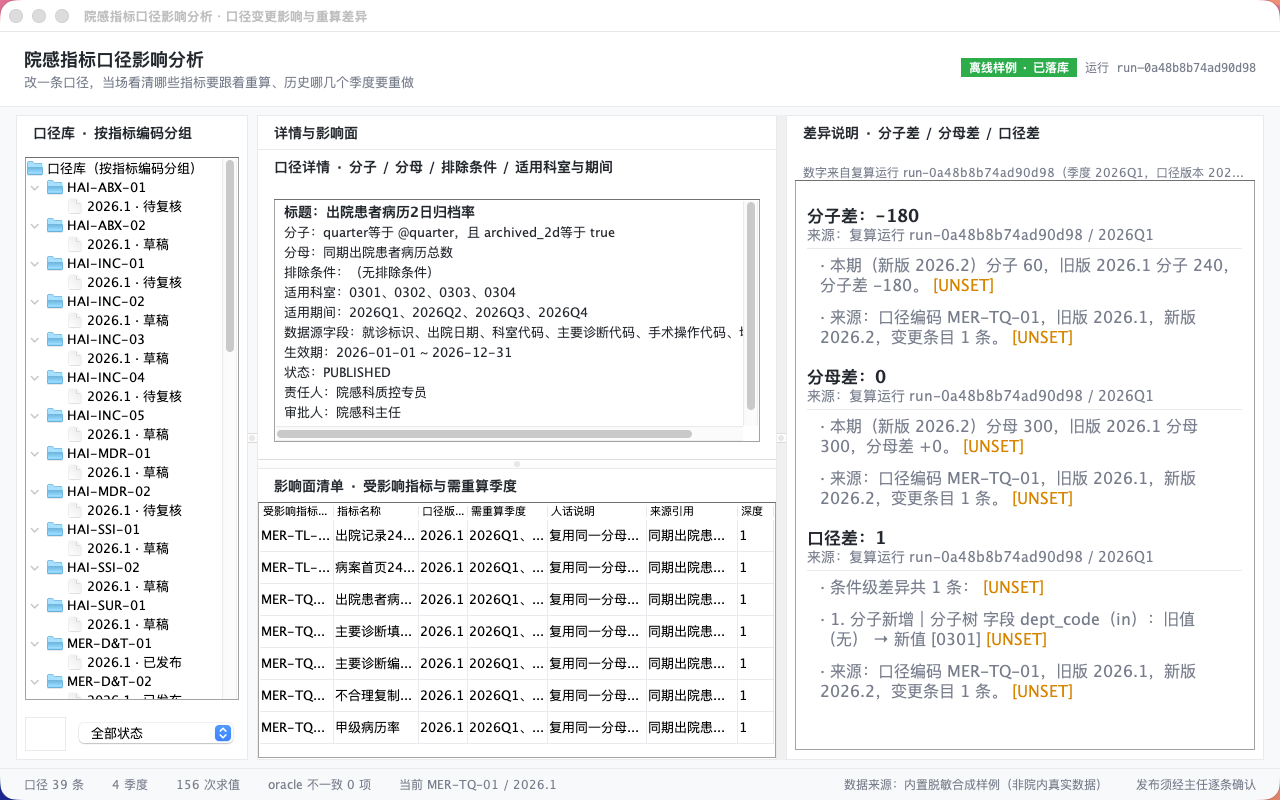 院感指标口径影响分析 · 口径变更影响与重算差异
院感指标口径影响分析
改一条口径，当场看清哪些指标要跟着重算、历史哪几个季度要重做
离线样例 · 已落库
运行 run-0a48b8b74ad90d98
口径库 · 按指标编码分组
口径库（按指标编码分组）
HAI-ABX-01
2026.1 · 待复核
HAI-ABX-02
2026.1 · 草稿
HAI-INC-01
2026.1 · 待复核
HAI-INC-02
2026.1 · 草稿
HAI-INC-03
2026.1 · 草稿
HAI-INC-04
2026.1 · 待复核
HAI-INC-05
2026.1 · 草稿
HAI-MDR-01
2026.1 · 草稿
HAI-MDR-02
2026.1 · 待复核
HAI-SSI-01
2026.1 · 草稿
HAI-SSI-02
2026.1 · 草稿
HAI-SUR-01
2026.1 · 草稿
MER-D&T-01
2026.1 · 已发布
MER-D&T-02
2026.1 · 已发布
全部状态
详情与影响面
口径详情 · 分子 / 分母 / 排除条件 / 适用科室与期间
标题：出院患者病历2日归档率
分子：quarter等于 @quarter，且 archived_2d等于 true
分母：同期出院患者病历总数
排除条件：（无排除条件）
适用科室：0301、0302、0303、0304
适用期间：2026Q1、2026Q2、2026Q3、2026Q4
数据源字段：就诊标识、出院日期、科室代码、主要诊断代码、手术操作代码、
生效期：2026-01-01 ~ 2026-12-31
状态：PUBLISHED
责任人：院感科质控专员
审批人：院感科主任
影响面清单 · 受影响指标与需重算季度
受影响指标... 指标名称 口径版... 需重算季度 人话说明 来源引用 深度
MER-TL-... 出院记录24... 2026.1 2026Q1、... 复用同一分母... 同期出院患... 1
MER-TL-... 病案首页24... 2026.1 2026Q1、... 复用同一分母... 同期出院患... 1
MER-TQ... 出院患者病... 2026.1 2026Q1、... 复用同一分母... 同期出院患... 1
MER-TQ... 主要诊断填... 2026.1 2026Q1、... 复用同一分母... 同期出院患... 1
MER-TQ... 主要诊断编... 2026.1 2026Q1、... 复用同一分母... 同期出院患... 1
MER-TQ... 不合理复制... 2026.1 2026Q1、... 复用同一分母... 同期出院患... 1
MER-TQ... 甲级病历率 2026.1 2026Q1、... 复用同一分母... 同期出院患... 1
差异说明 · 分子差 / 分母差 / 口径差
数字来自复算运行 run-0a48b8b74ad90d98（季度 2026Q1，口径版本 202...
分子差：-180
来源：复算运行 run-0a48b8b74ad90d98 / 2026Q1
· 本期（新版 2026.2）分子 60，旧版 2026.1 分子 240，
分子差 -180。 [UNSET]
· 来源：口径编码 MER-TQ-01，旧版 2026.1，新版
2026.2，变更条目 1 条。 [UNSET]
分母差：0
来源：复算运行 run-0a48b8b74ad90d98 / 2026Q1
· 本期（新版 2026.2）分母 300，旧版 2026.1 分母
300，分母差 +0。 [UNSET]
· 来源：口径编码 MER-TQ-01，旧版 2026.1，新版
2026.2，变更条目 1 条。 [UNSET]
口径差：1
来源：复算运行 run-0a48b8b74ad90d98 / 2026Q1
· 条件级差异共 1 条： [UNSET]
· 1. 分子新增｜分子树 字段 dept_code（in）：旧值
（无） → 新值 [0301] [UNSET]
· 来源：口径编码 MER-TQ-01，旧版 2026.1，新版
2026.2，变更条目 1 条。 [UNSET]
口径 39 条
4 季度
156 次求值
oracle 不一致 0 项
当前 MER-TQ-01 / 2026.1
数据来源：内置脱敏合成样例（非院内真实数据）
发布须经主任逐条确认